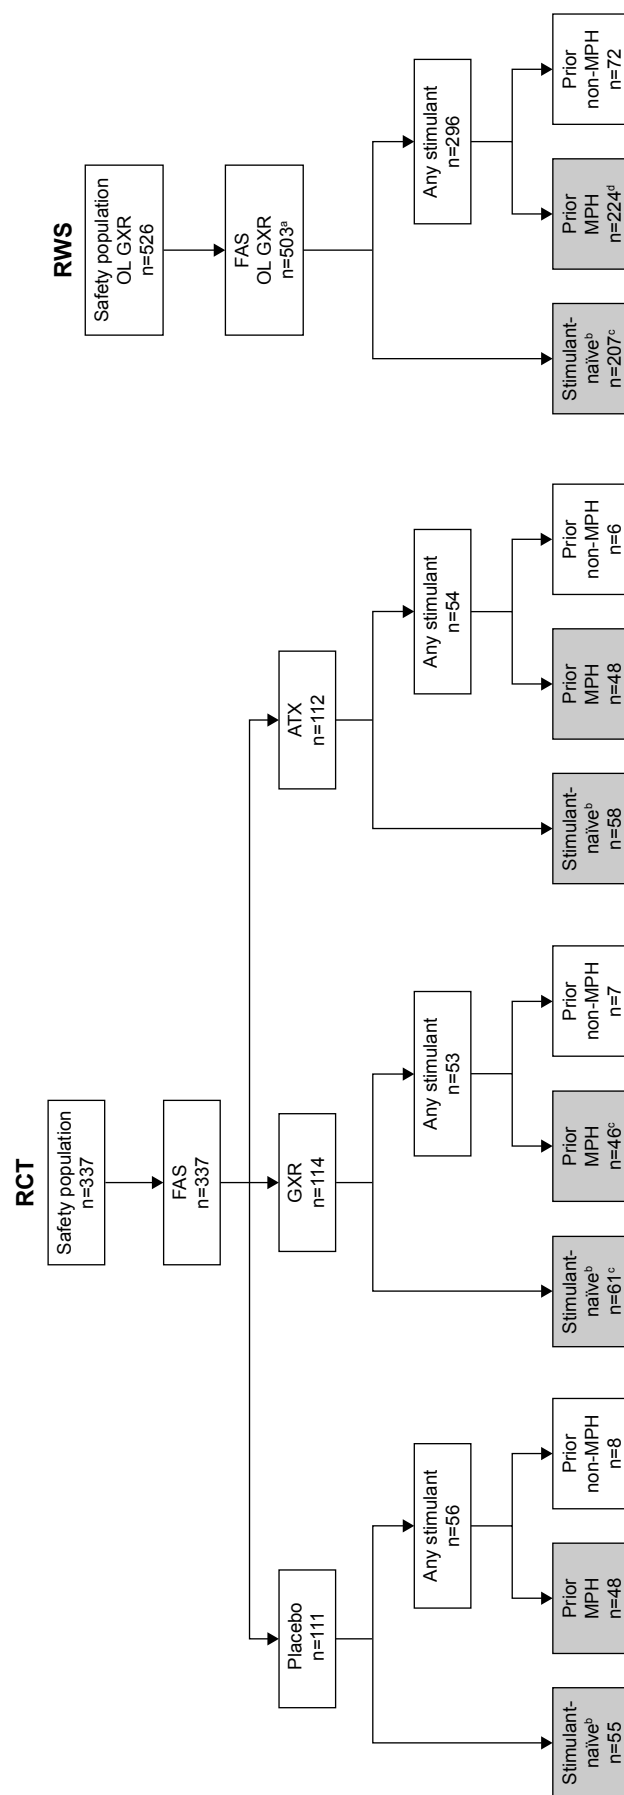 RCT
Safety population
n=337
FAS
n=337
Placebo
n=111
GXR
n=114
ATX
n=112
Any stimulant
n=56
Any stimulant
n=53
Any stimulant
n=54
Stimulant-
naïveᵇ
n=55
Prior
MPH
n=48
Prior
non-MPH
n=8
Stimulant-
naïveᵇ
n=61ᶜ
Prior
MPH
n=46ᶜ
Prior
non-MPH
n=7
Stimulant-
naïveᵇ
n=58
Prior
MPH
n=48
Prior
non-MPH
n=6
RWS
Safety population
OL GXR
n=526
FAS
OL GXR
n=503ᵃ
Any stimulant
n=296
Stimulant-
naïveᵇ
n=207ᶜ
Prior
MPH
n=224ᵈ
Prior
non-MPH
n=72